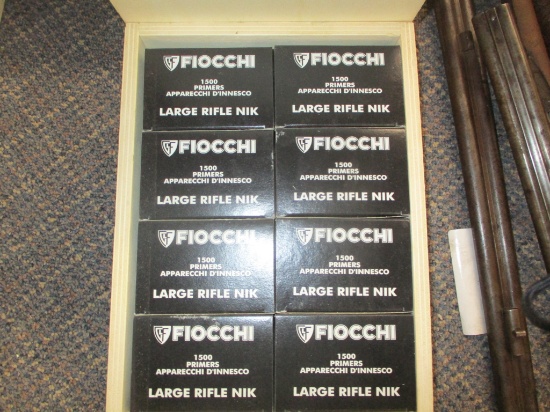 FIOCCHI
1500
PRIMERS
APPARECCHI D'INNESCO
LARGE RIFLE NIK
FIOCCHI
1500
PRIMERS
APPARECCHI D'INNESCO
LARGE RIFLE NIK
FIOCCHI
1500
PRIMERS
APPARECCHI D'INNESCO
LARGE RIFLE NIK
FIOCCHI
1500
PRIMERS
APPARECCHI D'INNESCO
LARGE RIFLE NIK
FIOCCHI
1500
PRIMERS
APPARECCHI D'INNESCO
LARGE RIFLE NIK
FIOCCHI
1500
PRIMERS
APPARECCHI D'INNESCO
LARGE RIFLE NIK
FIOCCHI
1500
PRIMERS
APPARECCHI D'INNESCO
LARGE RIFLE NIK
FIOCCHI
1500
PRIMERS
APPARECCHI D'INNESCO
LARGE RIFLE NIK